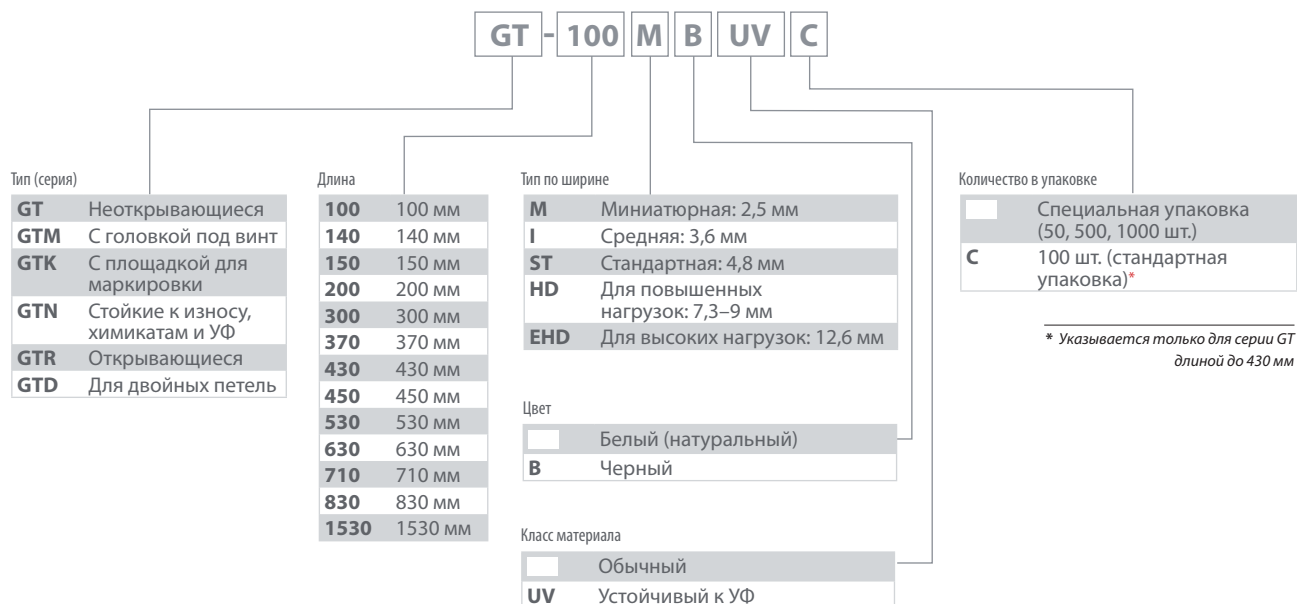 GT - 100 M B UV C
Тип (серия)
GT Неоткрывающиеся
GTM С головкой под винт
GTK С площадкой для
маркировки
GTN Стойкие к износу,
химикатам и УФ
GTR Открывающиеся
GTD Для двойных петель
Длина
100 100 мм
140 140 мм
150 150 мм
200 200 мм
300 300 мм
370 370 мм
430 430 мм
450 450 мм
530 530 мм
630 630 мм
710 710 мм
830 830 мм
1530 1530 мм
Тип по ширине
M Миниатюрная: 2,5 мм
I Средняя: 3,6 мм
ST Стандартная: 4,8 мм
HD Для повышенных
нагрузок: 7,3–9 мм
EHD Для высоких нагрузок: 12,6 мм
Цвет
Белый (натуральный)
B Черный
Класс материала
Обычный
UV Устойчивый к УФ
Количество в упаковке
Специальная упаковка
(50, 500, 1000 шт.)
C 100 шт. (стандартная
упаковка)*
* Указывается только для серии GT
длиной до 430 мм